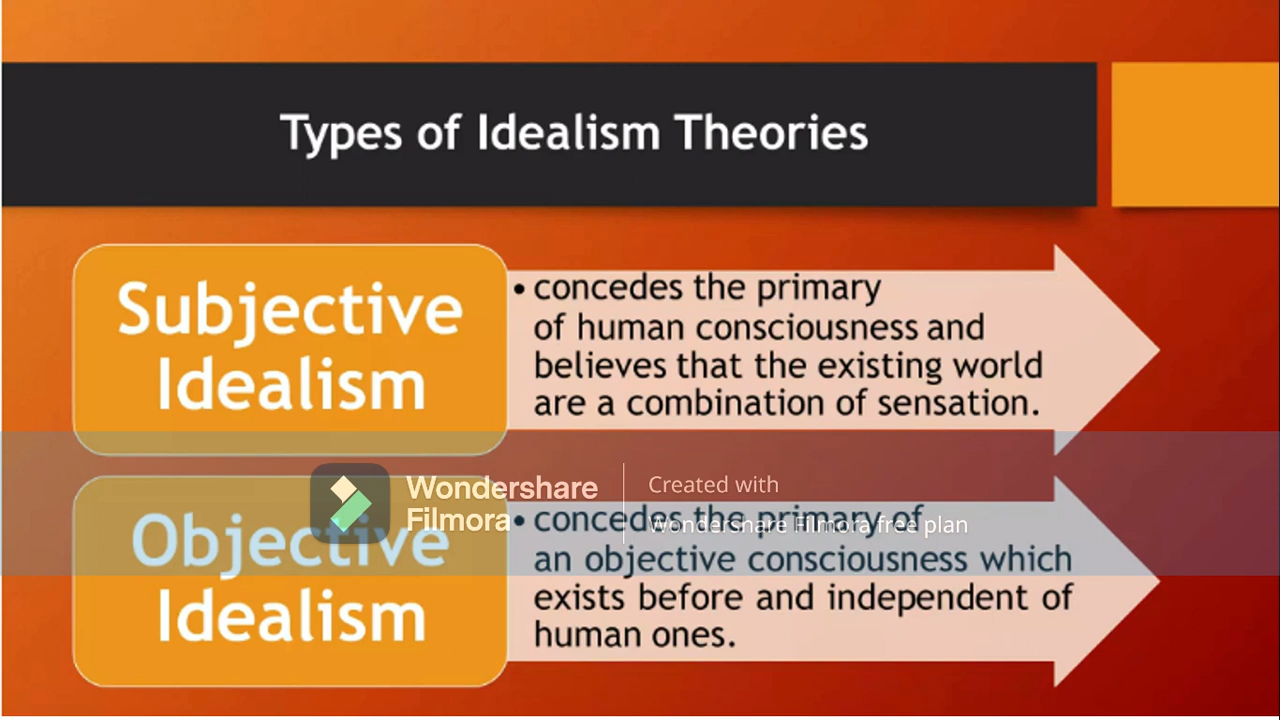 Types of Idealism Theories
Subjective
Idealism
• concedes the primary
of human consciousness and
believes that the existing world
are a combination of sensation.
Objective
Idealism
• concedes the primary of
an objective consciousness which
exists before and independent of
human ones.
Wondershare
Filmora
Created with
Wondershare Filmora free plan